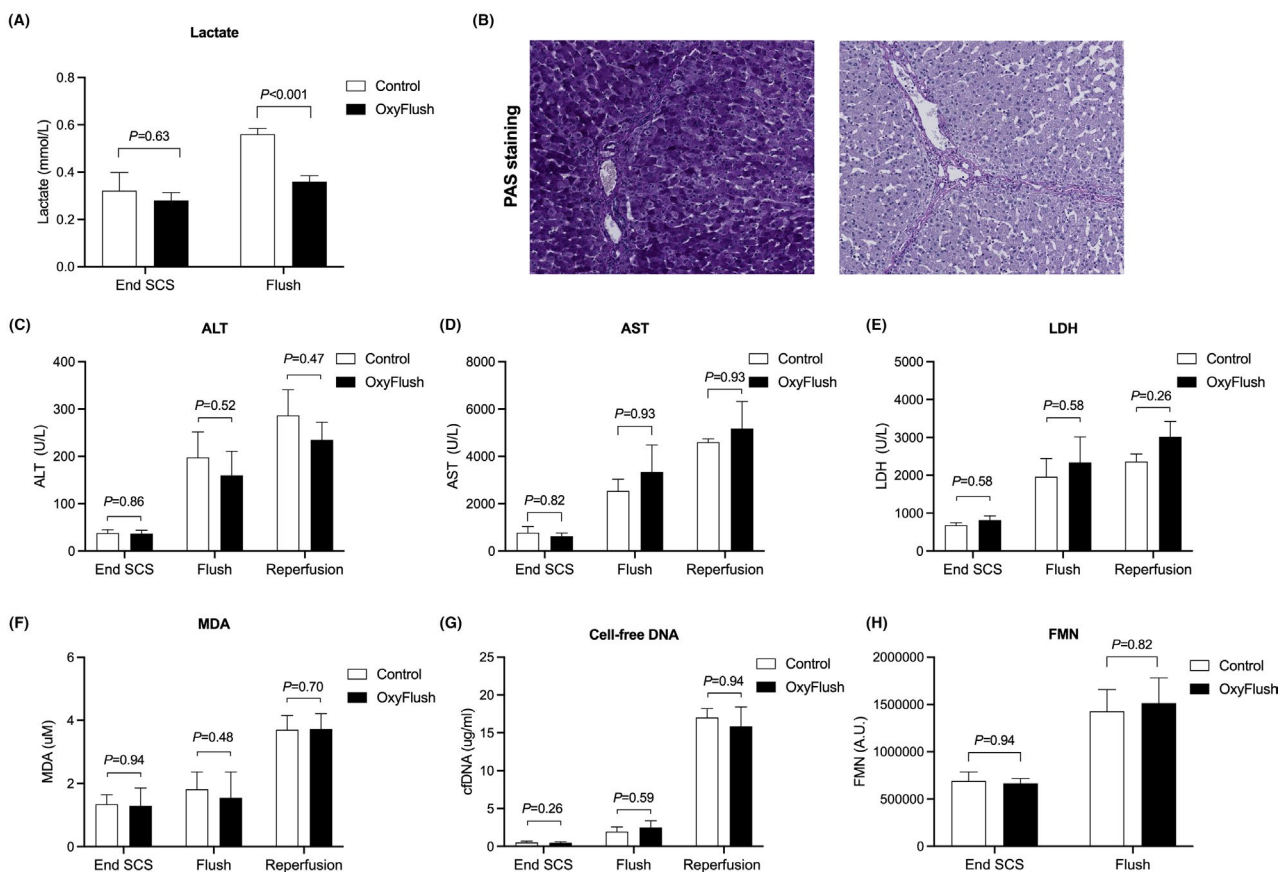 (A)
Lactate
Lactate (mmol/L)
0.8
0.6
0.4
0.2
0.0
P=0.63
P<0.001
Control
OxyFlush
End SCS
Flush
(B)
PAS staining
(C)
ALT
ALT (U/L)
400
300
200
100
0
P=0.86
P=0.52
P=0.47
Control
OxyFlush
End SCS
Flush
Reperfusion
(D)
AST
AST (U/L)
8000
6000
4000
2000
0
P=0.82
P=0.93
P=0.93
Control
OxyFlush
End SCS
Flush
Reperfusion
(E)
LDH
LDH (U/L)
5000
4000
3000
2000
1000
0
P=0.58
P=0.58
P=0.26
Control
OxyFlush
End SCS
Flush
Reperfusion
(F)
MDA
MDA (uM)
6
4
2
0
P=0.94
P=0.48
P=0.70
Control
OxyFlush
End SCS
Flush
Reperfusion
(G)
Cell-free DNA
cfDNA (ug/ml)
25
20
15
10
5
0
P=0.26
P=0.59
P=0.94
Control
OxyFlush
End SCS
Flush
Reperfusion
(H)
FMN
FMN (A.U.)
2000000
1500000
1000000
500000
0
P=0.94
P=0.82
Control
OxyFlush
End SCS
Flush